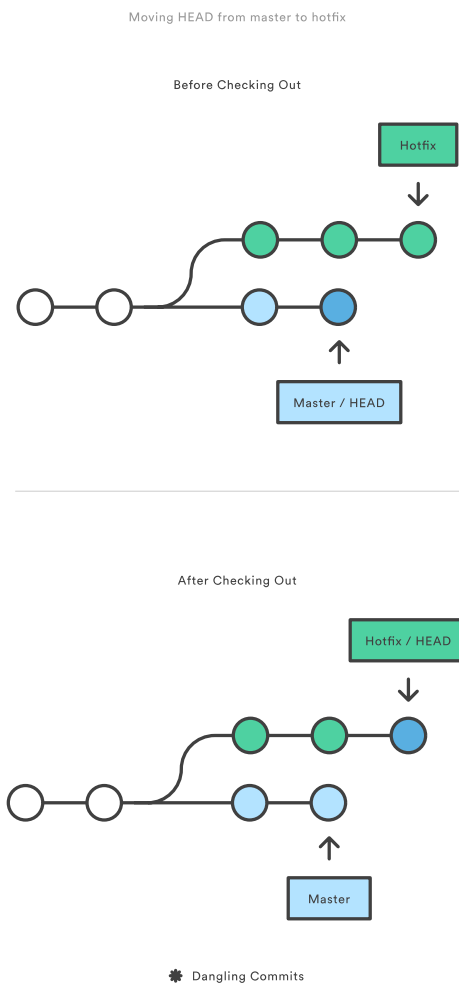 Moving HEAD from master to hotfix
Before Checking Out
Hotfix
Master / HEAD
After Checking Out
Hotfix / HEAD
Master
Dangling Commits